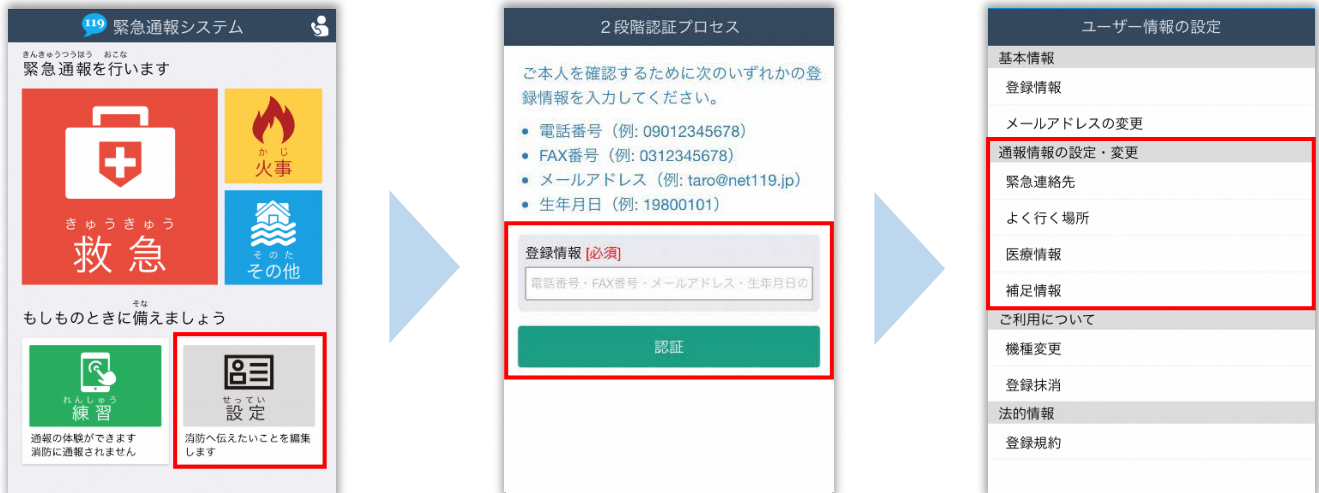 119 緊急通報システム
きんきゅうつうほう おこな
緊急通報を行います
きゅうきゅう
救急
かじ
火事
そのた
その他
そな
もしものときに備えましょう
れんしゅう
練習
通報の体験ができます
消防に通報されません
せってい
設定
消防へ伝えたいことを編集
します
2段階認証プロセス
ご本人を確認するために次のいずれかの登
録情報を入力してください。
• 電話番号（例: 09012345678）
• FAX番号（例: 0312345678）
• メールアドレス（例: taro@net119.jp）
• 生年月日（例: 19800101）
登録情報 [必須]
電話番号・FAX番号・メールアドレス・生年月日の
認証
ユーザー情報の設定
基本情報
登録情報
メールアドレスの変更
通報情報の設定・変更
緊急連絡先
よく行く場所
医療情報
補足情報
ご利用について
機種変更
登録抹消
法的情報
登録規約